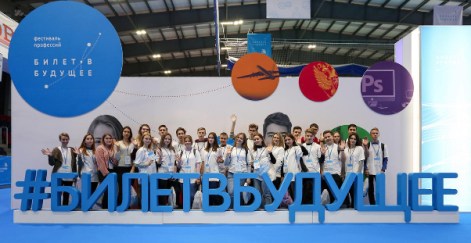 фестиваль
профессий
БИЛЕТ В
БУДУЩЕЕ
Ps
#БИЛЕТВБУДУЩЕЕ